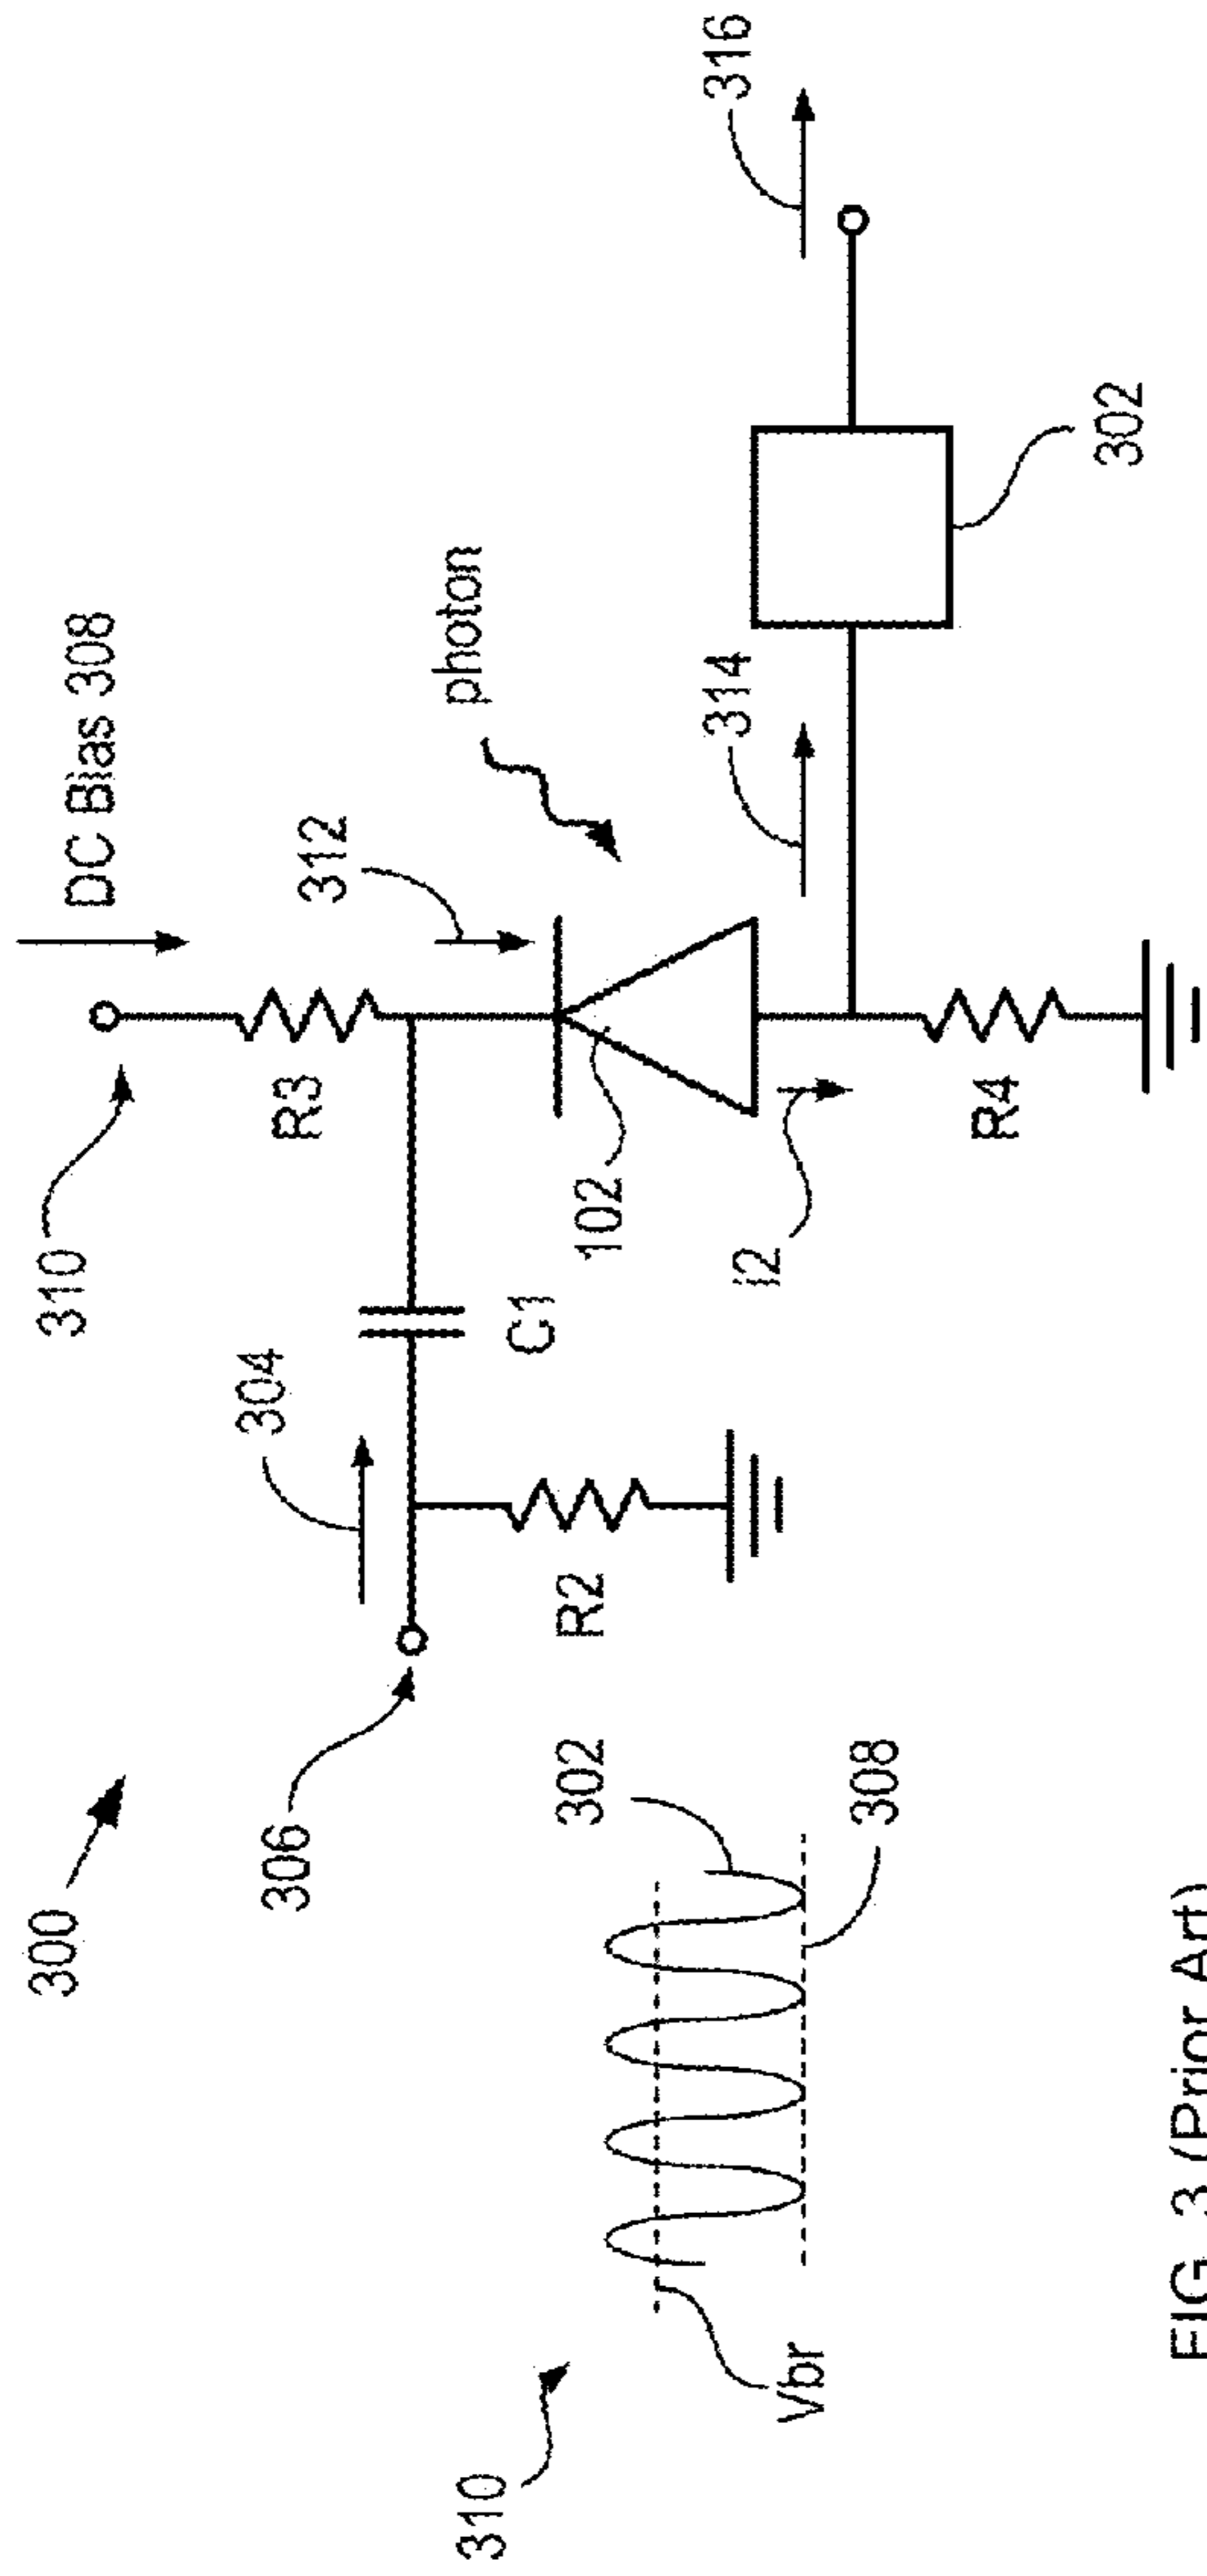 300
310
DC Bias 308
R3
312
304
306
C1
R2
photon
102
i2
314
316
302
R4
310
Vbr
302
308
FIG. 3 (Prior Art)